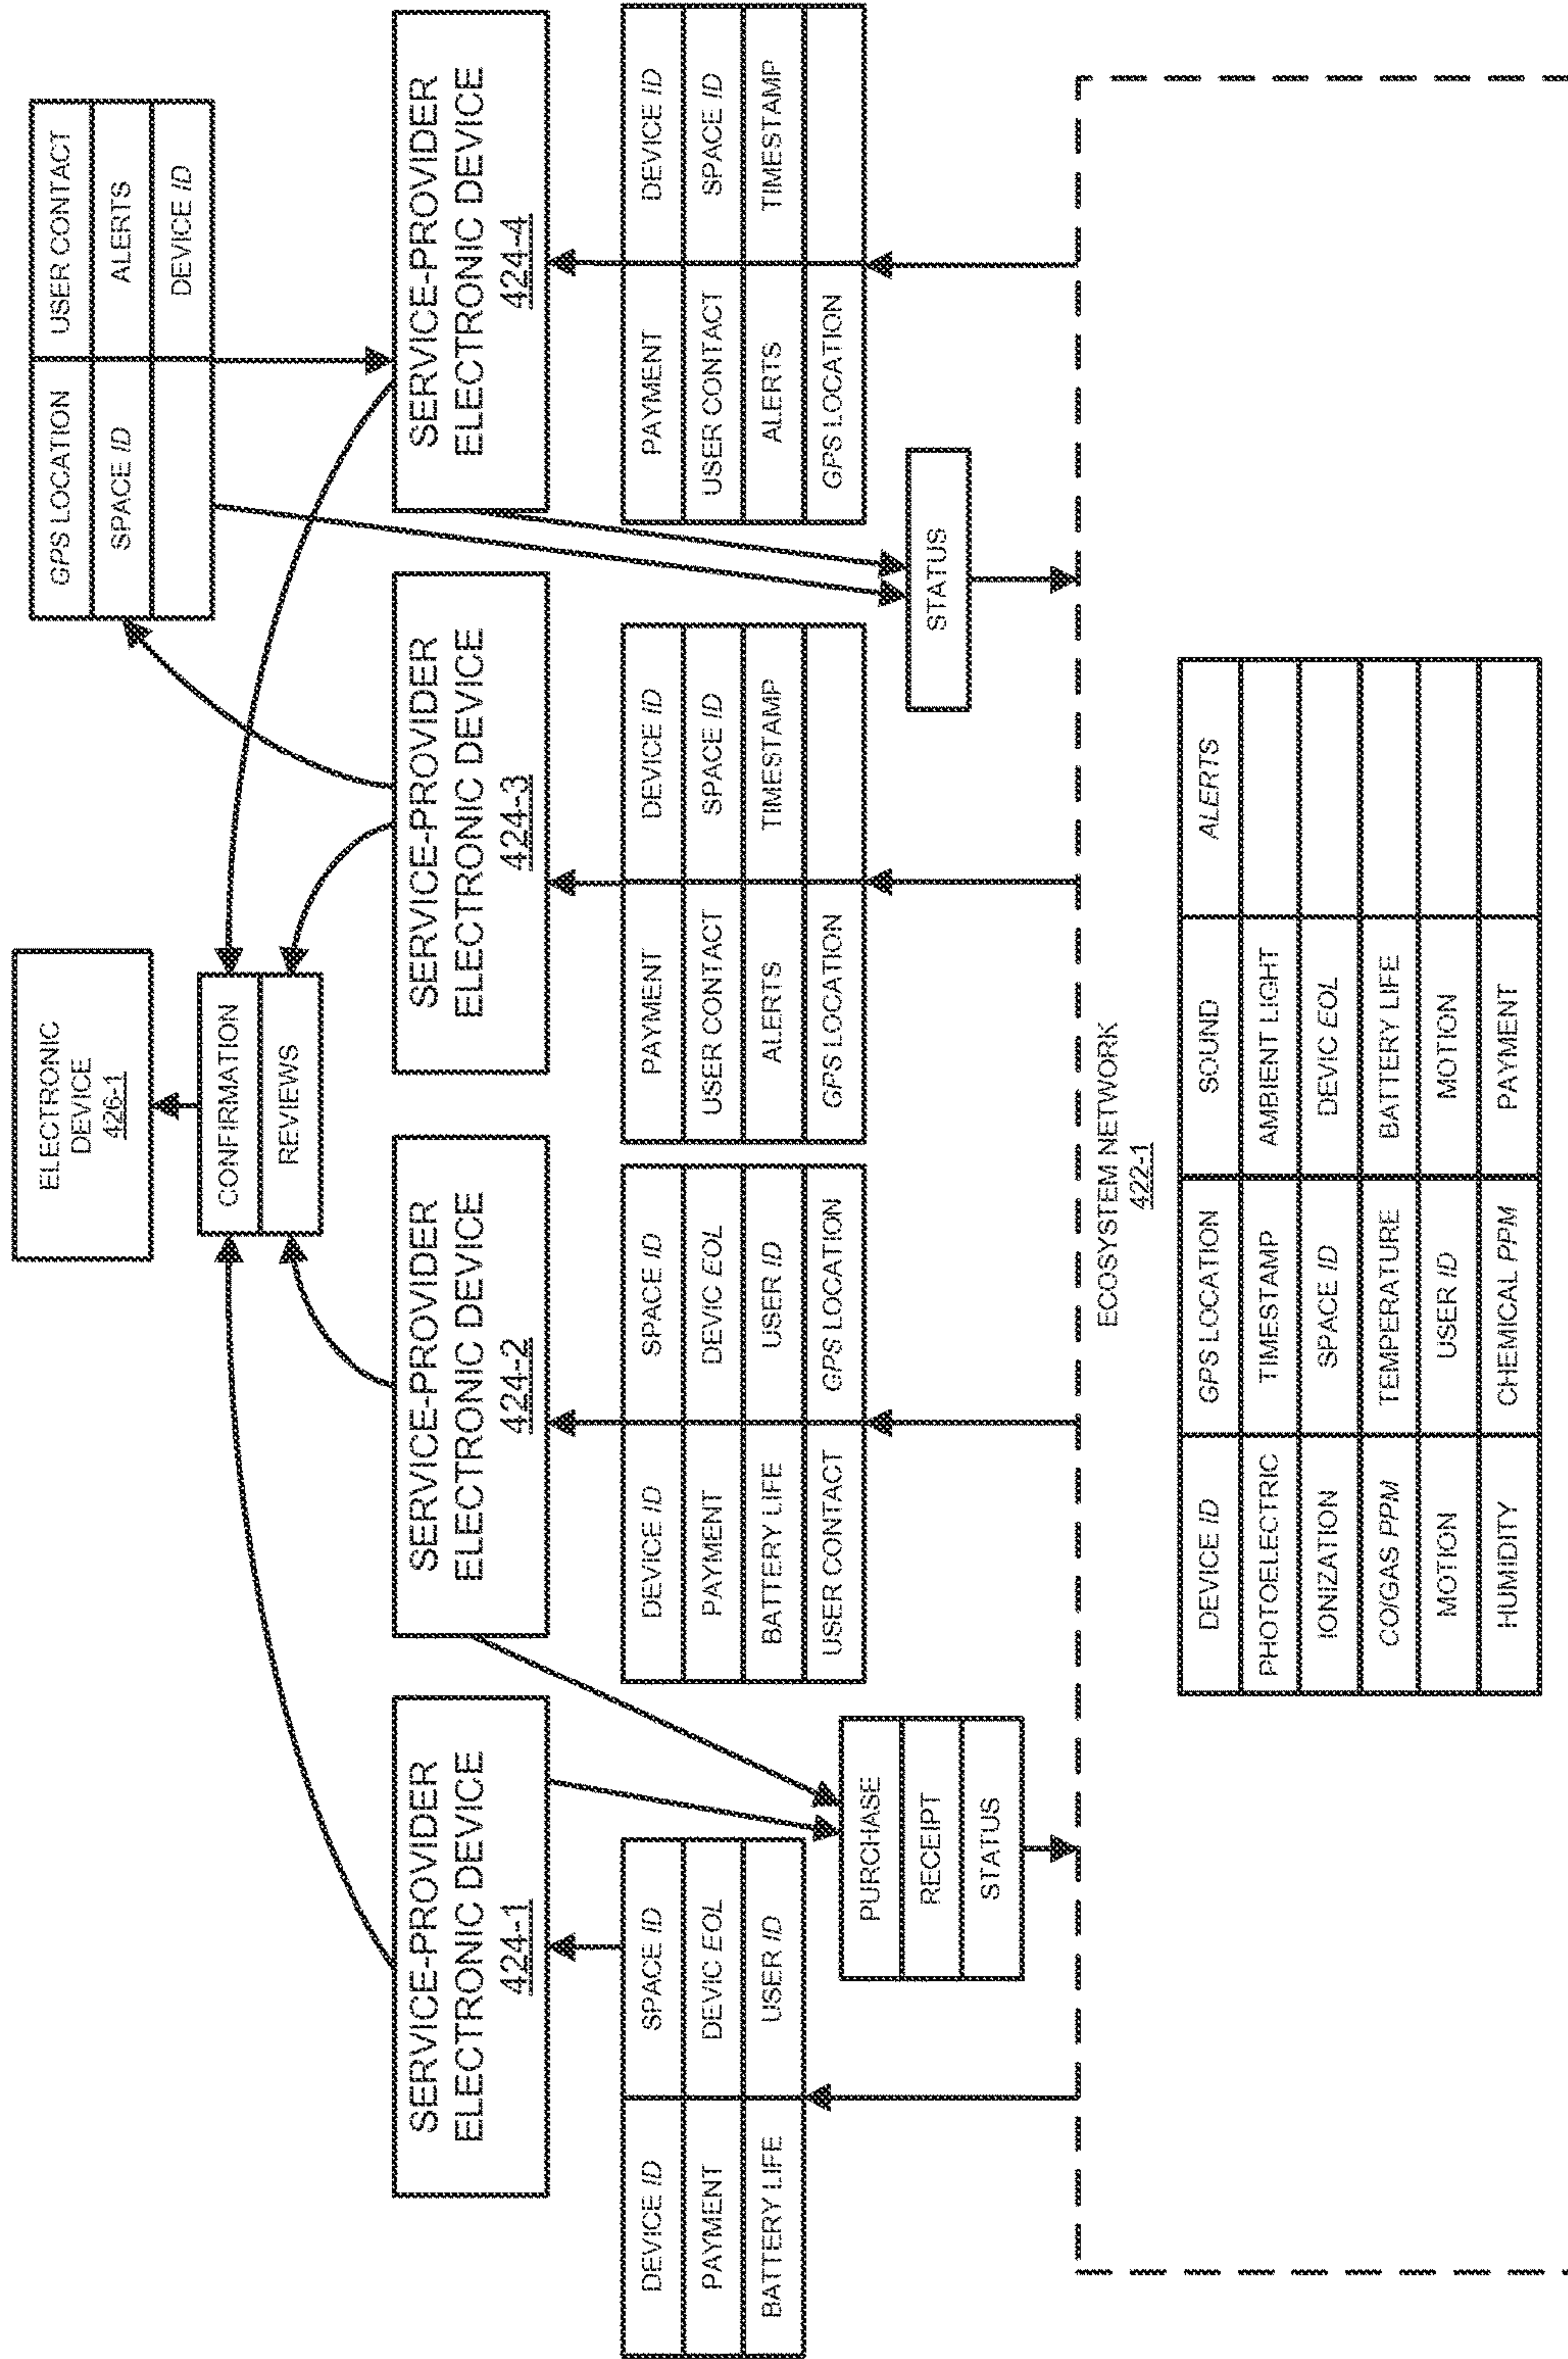 ELECTRONIC
DEVICE
426-1
CONFIRMATION
REVIEWS
GPS LOCATION USER CONTACT
SPACE ID ALERTS
DEVICE ID
SERVICE-PROVIDER
ELECTRONIC DEVICE
424-1
SERVICE-PROVIDER
ELECTRONIC DEVICE
424-2
SERVICE-PROVIDER
ELECTRONIC DEVICE
424-3
SERVICE-PROVIDER
ELECTRONIC DEVICE
424-4
DEVICE ID SPACE ID
PAYMENT DEVIC EOL
BATTERY LIFE USER ID
DEVICE ID SPACE ID
PAYMENT DEVIC EOL
BATTERY LIFE USER ID
USER CONTACT GPS LOCATION
PAYMENT DEVICE ID
USER CONTACT SPACE ID
ALERTS TIMESTAMP
GPS LOCATION
PAYMENT DEVICE ID
USER CONTACT SPACE ID
ALERTS TIMESTAMP
GPS LOCATION
PURCHASE
RECEIPT
STATUS
STATUS
ECOSYSTEM NETWORK
422-1
DEVICE ID GPS LOCATION SOUND ALERTS
PHOTOELECTRIC TIMESTAMP AMBIENT LIGHT
IONIZATION SPACE ID DEVIC EOL
CO/GAS PPM TEMPERATURE BATTERY LIFE
MOTION USER ID MOTION
HUMIDITY CHEMICAL PPM PAYMENT